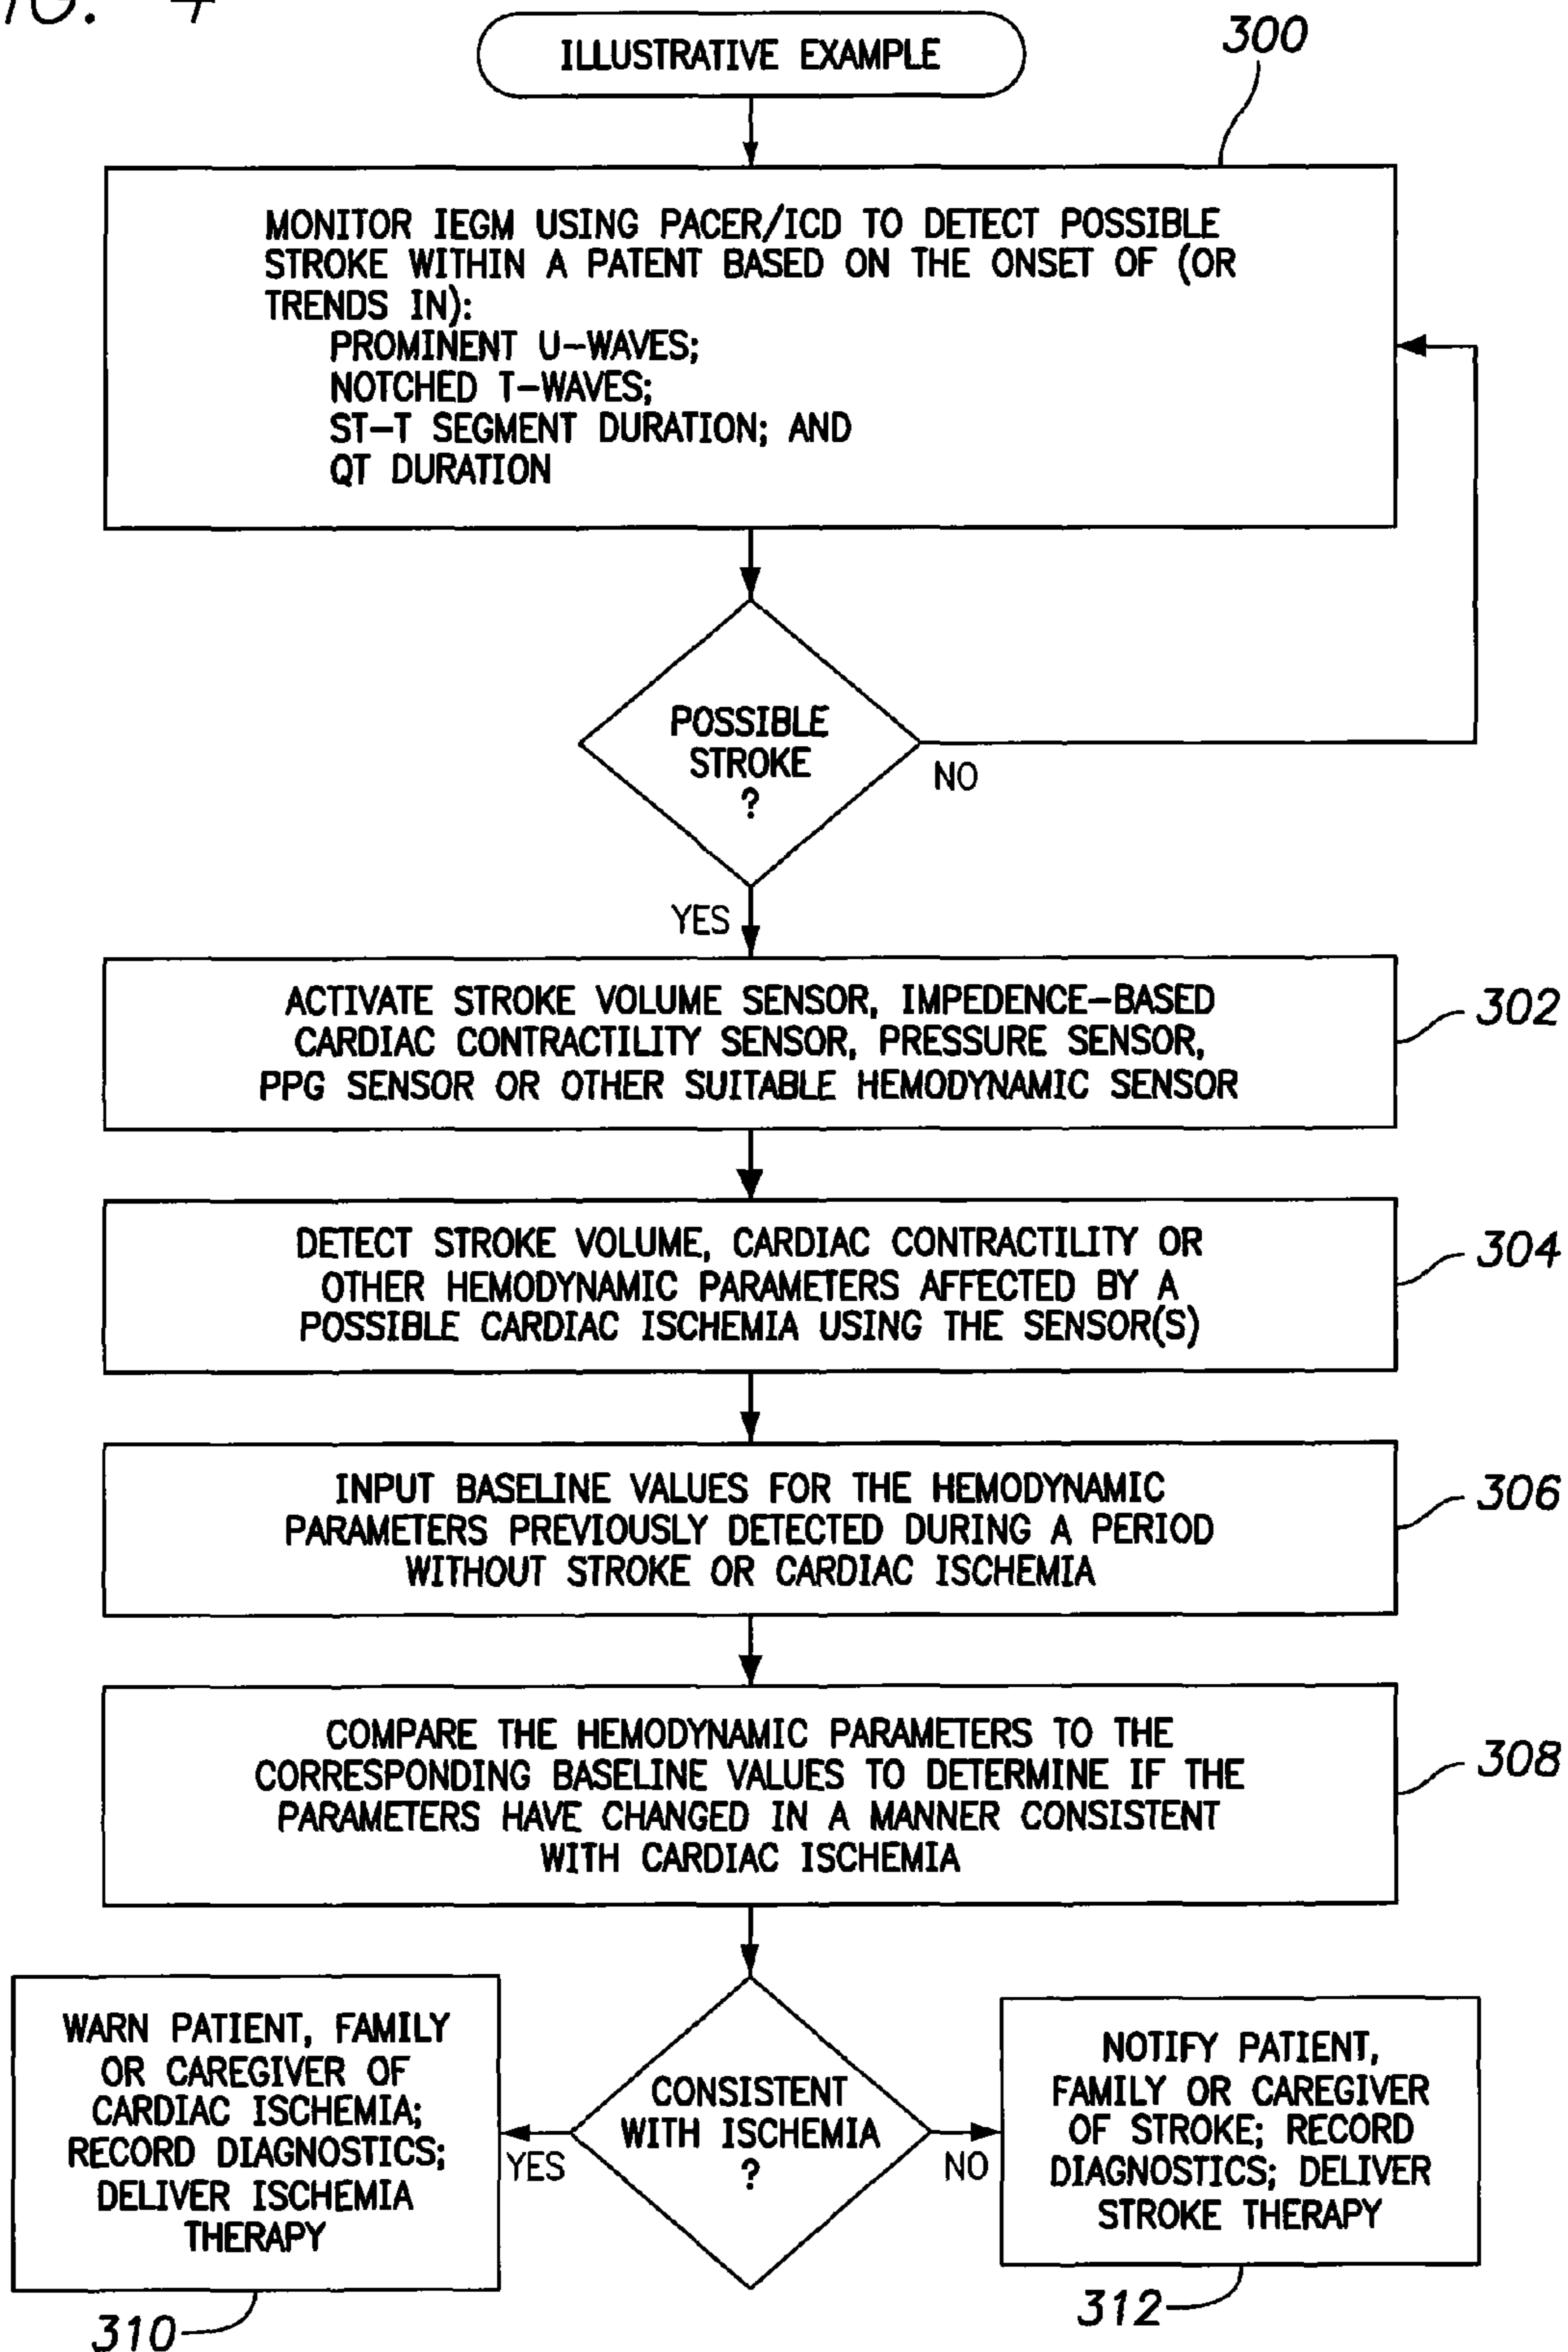 FIG. 4
ILLUSTRATIVE EXAMPLE
300
MONITOR IEGM USING PACER/ICD TO DETECT POSSIBLE
STROKE WITHIN A PATENT BASED ON THE ONSET OF (OR
TRENDS IN):
PROMINENT U-WAVES;
NOTCHED T-WAVES;
ST-T SEGMENT DURATION; AND
QT DURATION
POSSIBLE
STROKE
?
NO
YES
ACTIVATE STROKE VOLUME SENSOR, IMPEDENCE-BASED
CARDIAC CONTRACTILITY SENSOR, PRESSURE SENSOR,
PPG SENSOR OR OTHER SUITABLE HEMODYNAMIC SENSOR
302
DETECT STROKE VOLUME, CARDIAC CONTRACTILITY OR
OTHER HEMODYNAMIC PARAMETERS AFFECTED BY A
POSSIBLE CARDIAC ISCHEMIA USING THE SENSOR(S)
304
INPUT BASELINE VALUES FOR THE HEMODYNAMIC
PARAMETERS PREVIOUSLY DETECTED DURING A PERIOD
WITHOUT STROKE OR CARDIAC ISCHEMIA
306
COMPARE THE HEMODYNAMIC PARAMETERS TO THE
CORRESPONDING BASELINE VALUES TO DETERMINE IF THE
PARAMETERS HAVE CHANGED IN A MANNER CONSISTENT
WITH CARDIAC ISCHEMIA
308
WARN PATIENT, FAMILY
OR CAREGIVER OF
CARDIAC ISCHEMIA;
RECORD DIAGNOSTICS;
DELIVER ISCHEMIA
THERAPY
310
YES
CONSISTENT
WITH ISCHEMIA
?
NO
NOTIFY PATIENT,
FAMILY OR CAREGIVER
OF STROKE; RECORD
DIAGNOSTICS; DELIVER
STROKE THERAPY
312